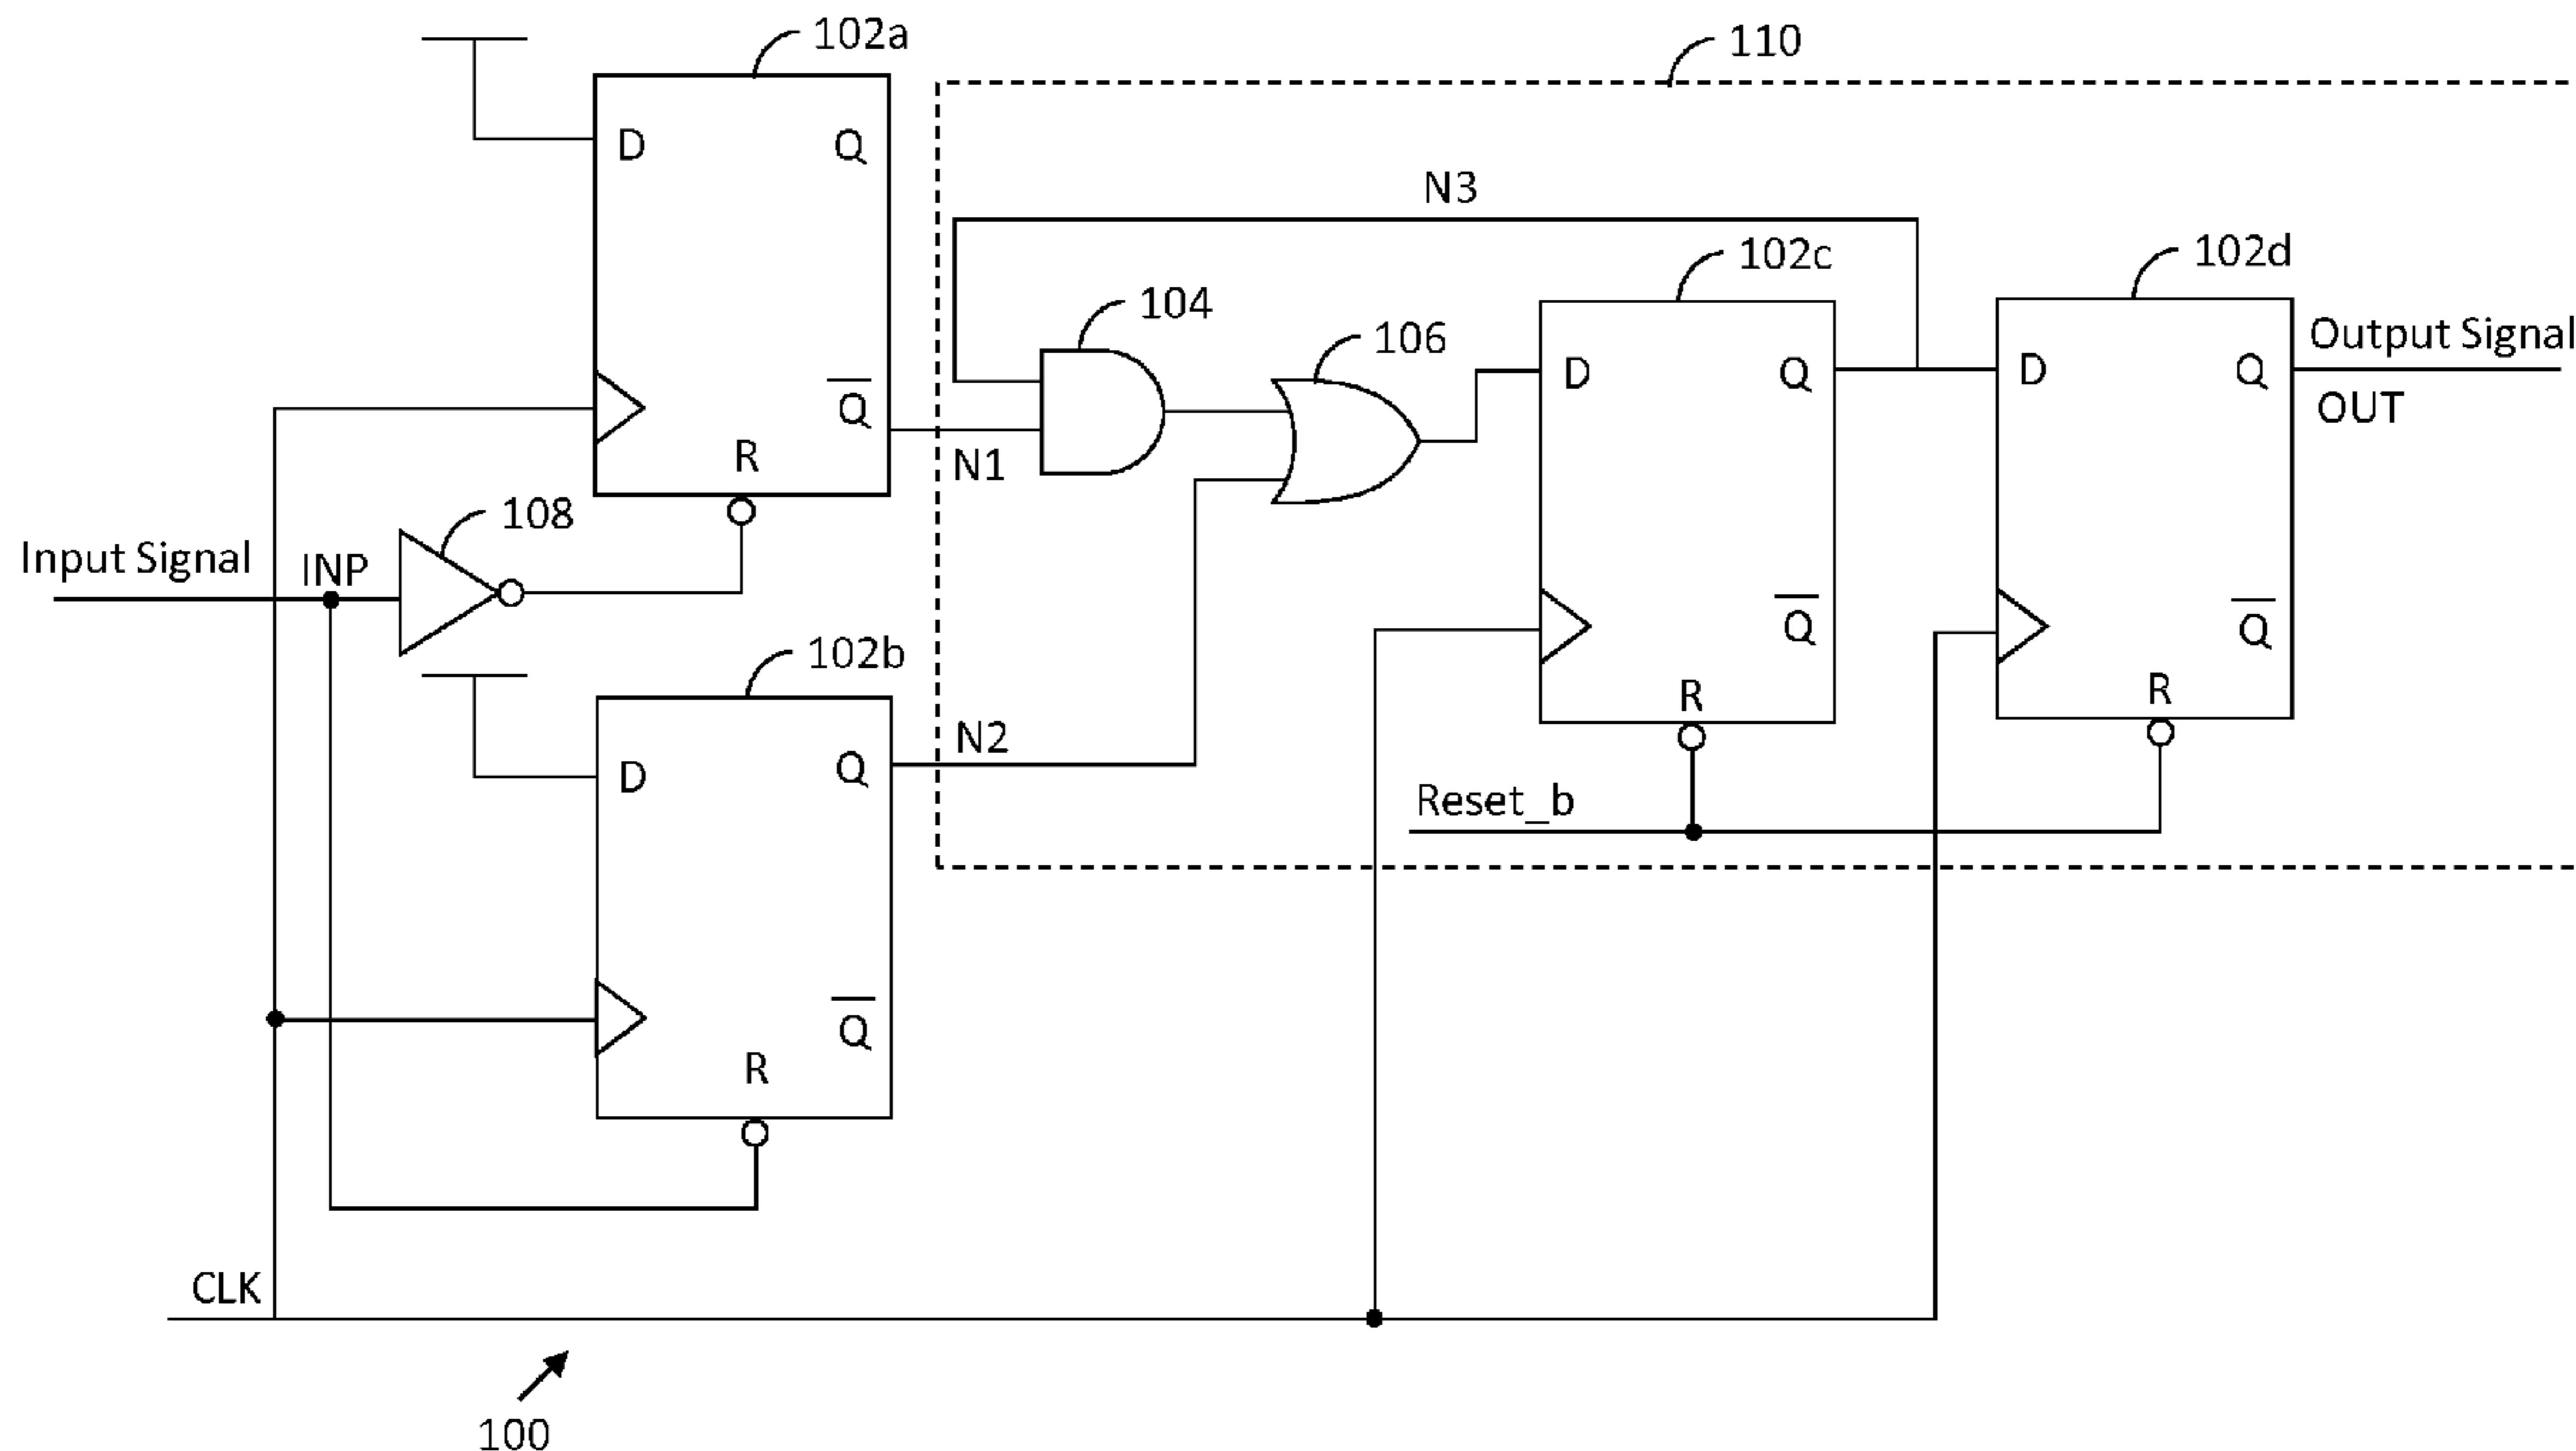 102a
110
D
Q
N3
102c
102d
104
106
Output Signal
D
Q
D
Q
Q
OUT
R
N1
108
Input Signal
INP
102b
Q
Q
R
R
N2
D
Q
Reset_b
Q
R
CLK
100